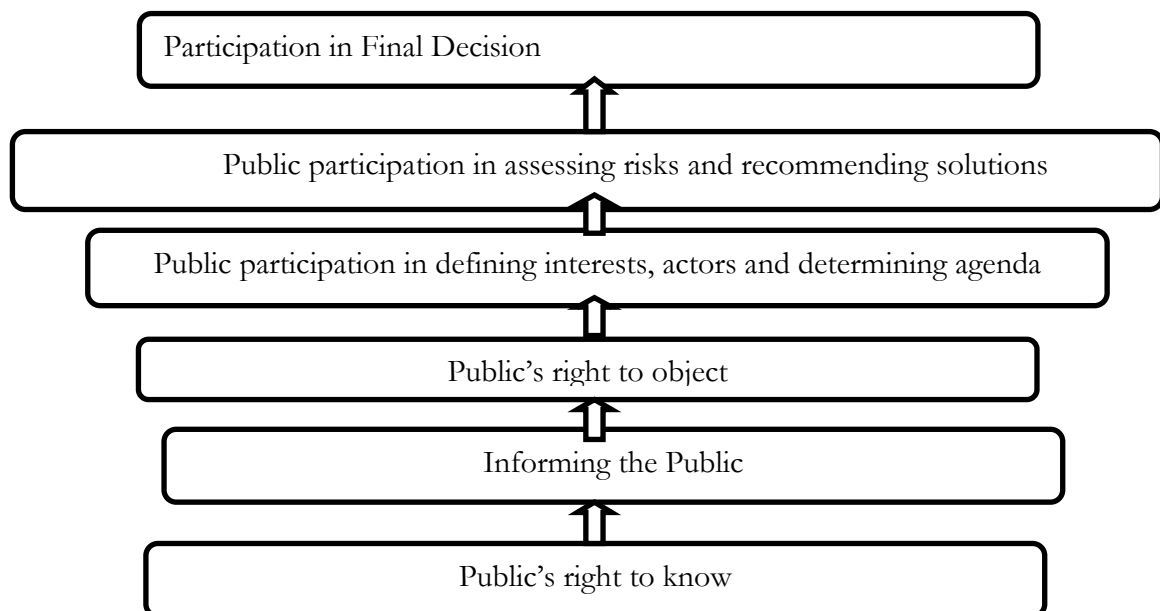 Participation in Final Decision
Public participation in assessing risks and recommending solutions
Public participation in defining interests, actors and determining agenda
Public’s right to object
Informing the Public
Public’s right to know